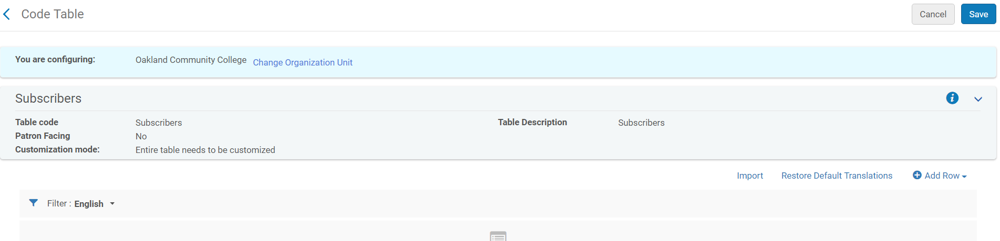 Code Table
Cancel
Save
You are configuring:
Oakland Community College
Change Organization Unit
Subscribers
Table code
Subscribers
Table Description
Subscribers
Patron Facing
No
Customization mode:
Entire table needs to be customized
Import
Restore Default Translations
Add Row
Filter : English